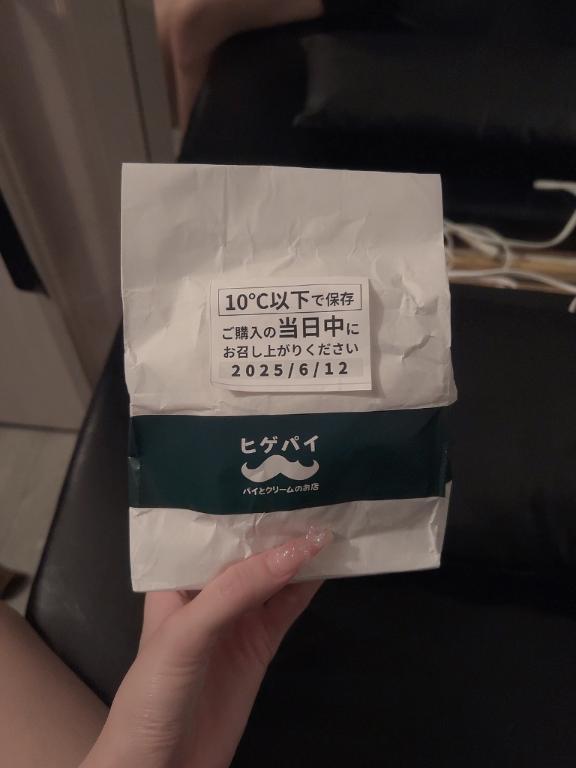 10℃以下で保存
ご購入の当日中に
お召し上がりください
2025/6/12
ヒゲパイ
パイとクリームのお店